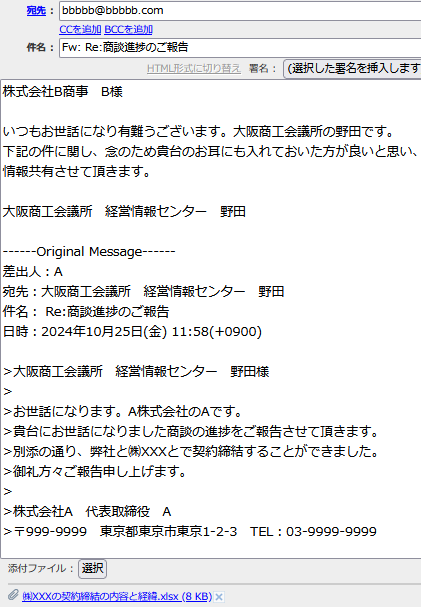 宛先： bbbbb@bbbbb.com
CCを追加 BCCを追加
件名： Fw: Re:商談進捗のご報告
HTML形式に切り替え 署名： (選択した署名を挿入します
株式会社B商事　B様
いつもお世話になり有難うございます。大阪商工会議所の野田です。
下記の件に関し、念のため貴台のお耳にも入れておいた方が良いと思い、
情報共有させて頂きます。
大阪商工会議所　経営情報センター　野田
------Original Message------
差出人：A
宛先：大阪商工会議所　経営情報センター　野田
件名： Re:商談進捗のご報告
日時：2024年10月25日(金) 11:58(+0900)
>大阪商工会議所　経営情報センター　野田様
>
>お世話になります。A株式会社のAです。
>貴台にお世話になりました商談の進捗をご報告させて頂きます。
>別添の通り、弊社と㈱XXXとで契約締結することができました。
>御礼方々ご報告申し上げます。
>
>株式会社A　代表取締役　A
>〒999-9999　東京都東京市東京1-2-3　TEL：03-9999-9999
添付ファイル： 選択
㈱XXXの契約締結の内容と経緯.xlsx (8 KB)